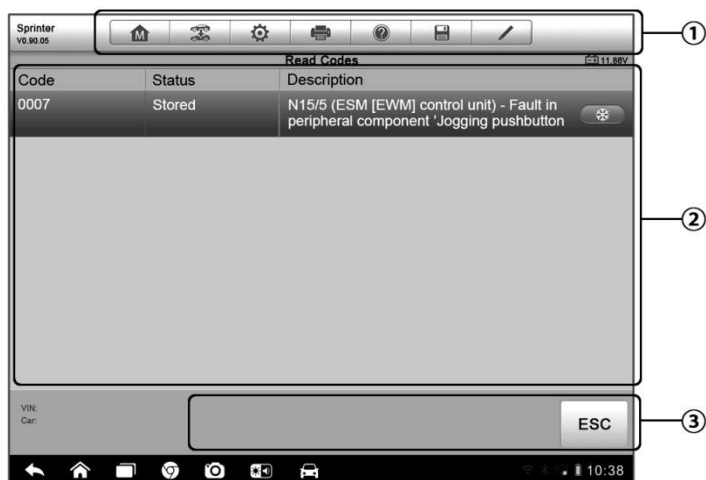 Sprinter
V0.90.05
M
Read Codes
11.88V
Code Status Description
0007 Stored N15/5 (ESM [EWM] control unit) - Fault in
peripheral component 'Jogging pushbutton
VIN:
Car:
ESC
10:38
①
②
③